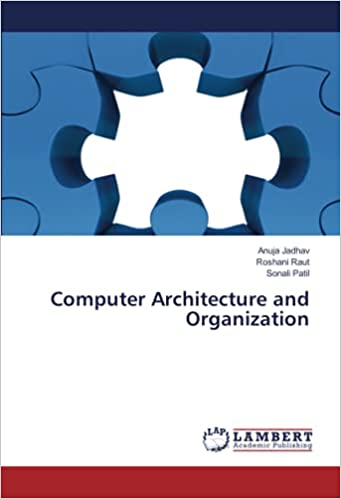 Anuja Jadhav
Roshani Raut
Sonali Patil
Computer Architecture and
Organization
LAP
LAMBERT
Academic Publishing